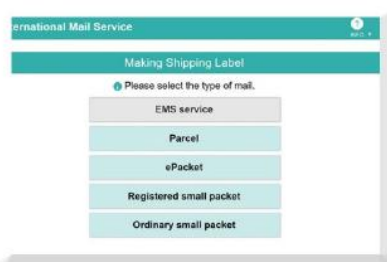 ernational Mail Service
Making Shipping Label
Please select the type of mail.
EMS service
Parcel
ePacket
Registered small packet
Ordinary small packet